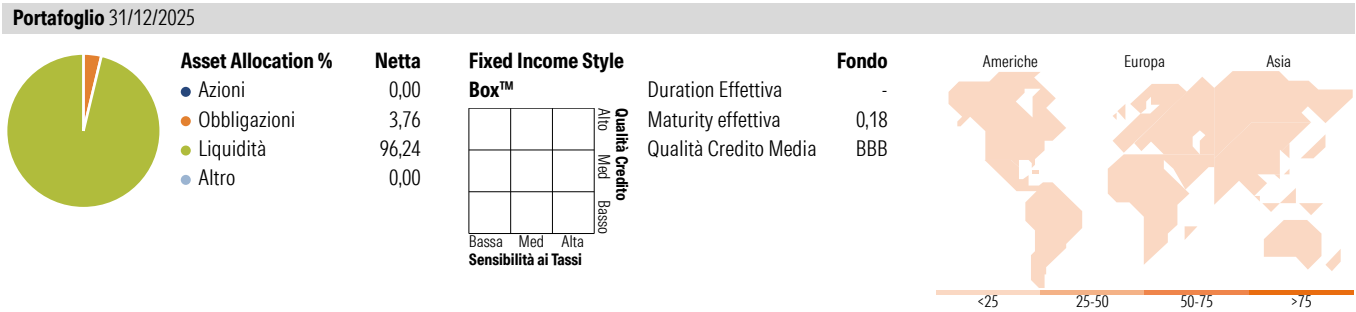 Portafoglio 31/12/2025
Asset Allocation % Netta
Azioni 0,00
Obbligazioni 3,76
Liquidità 96,24
Altro 0,00
Fixed Income Style
Box™
Alto Med Basso
Qualità Credito
Bassa Med Alta
Sensibilità ai Tassi
Fondo
Duration Effettiva -
Maturity effettiva 0,18
Qualità Credito Media BBB
Americhe Europa Asia
<25 25-50 50-75 >75